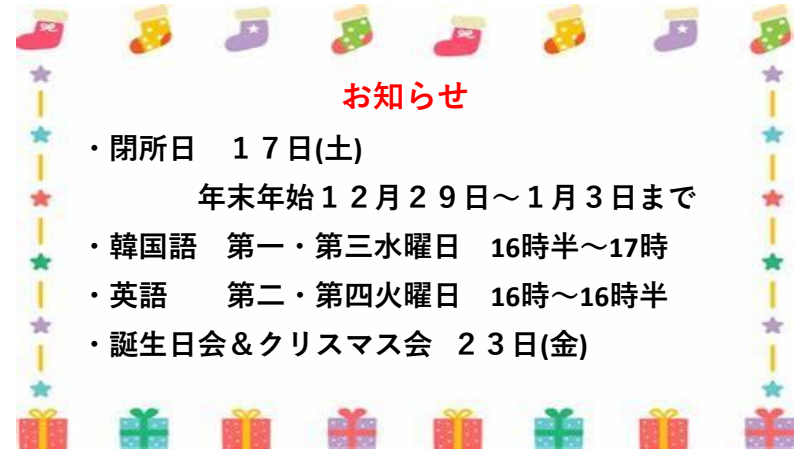 お知らせ
・閉所日　１７日(土)
年末年始１２月２９日～１月３日まで
・韓国語　第一・第三水曜日　16時半～17時
・英語　　第二・第四火曜日　16時～16時半
・誕生日会＆クリスマス会　２３日(金)